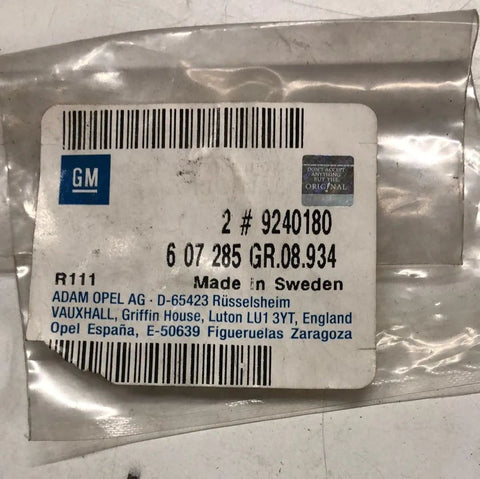 GM
DON'T ACCEPT
ANYTHING
BUT THE
ORIGINAL
2 # 9240180
6 07 285 GR.08.934
R111 Made in Sweden
ADAM OPEL AG · D-65423 Rüsselsheim
VAUXHALL, Griffin House, Luton LU1 3YT, England
Opel España, E-50639 Figueruelas Zaragoza